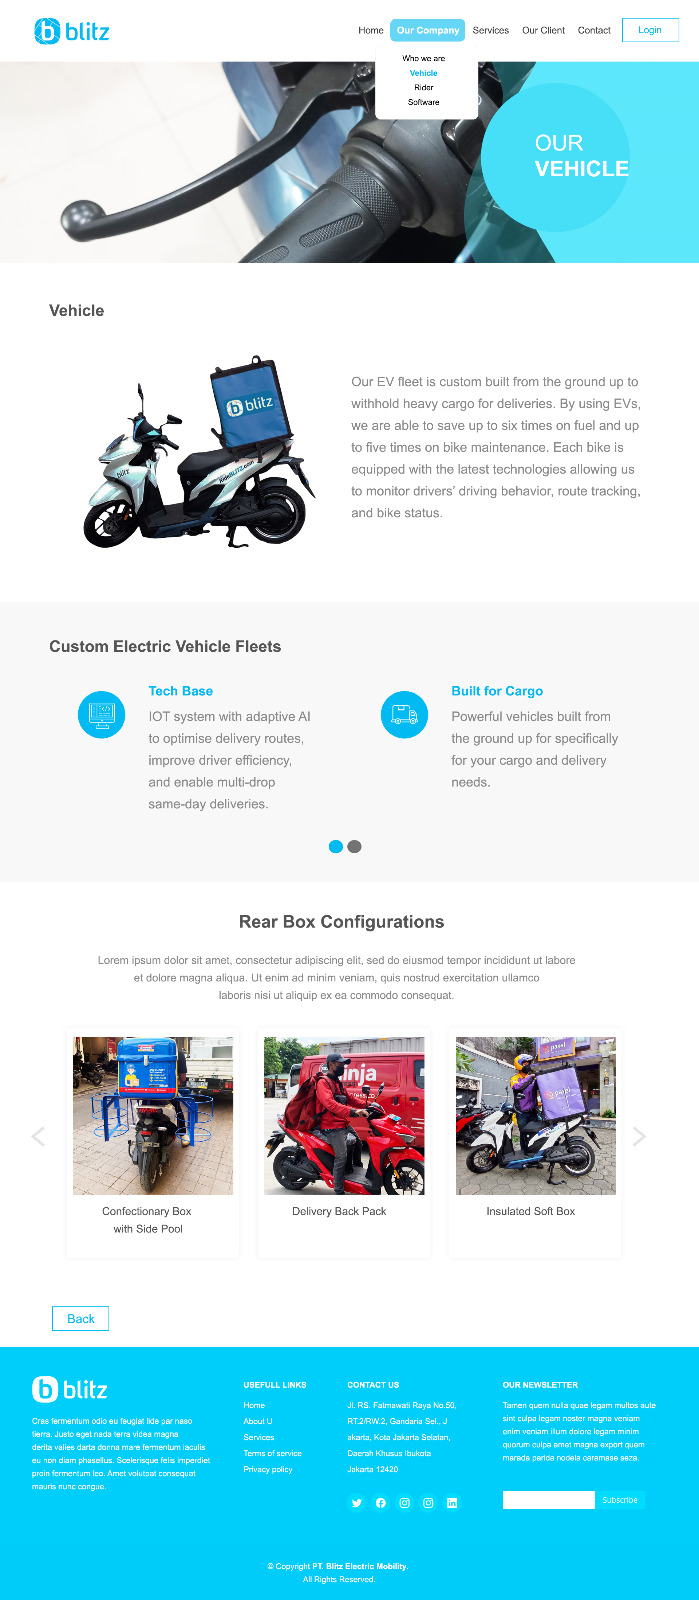 blitz
Home Our Company Services Our Client Contact Login
Who we are
Vehicle
Rider
Software
OUR
VEHICLE
Vehicle
blitz
RideBLITZ.com
blitz
Our EV fleet is custom built from the ground up to
withhold heavy cargo for deliveries. By using EVs,
we are able to save up to six times on fuel and up
to five times on bike maintenance. Each bike is
equipped with the latest technologies allowing us
to monitor drivers’ driving behavior, route tracking,
and bike status.
Custom Electric Vehicle Fleets
Tech Base
IOT system with adaptive AI
to optimise delivery routes,
improve driver efficiency,
and enable multi-drop
same-day deliveries.
Built for Cargo
Powerful vehicles built from
the ground up for specifically
for your cargo and delivery
needs.
Rear Box Configurations
Lorem ipsum dolor sit amet, consectetur adipiscing elit, sed do eiusmod tempor incididunt ut labore
et dolore magna aliqua. Ut enim ad minim veniam, quis nostrud exercitation ullamco
laboris nisi ut aliquip ex ea commodo consequat.
inja
Confectionary Box
with Side Pool
Delivery Back Pack
Insulated Soft Box
Back
blitz
Cras fermentum odio eu feugiat lide par naso
tierra. Justo eget nada terra videa magna
derita valies darta donna mare fermentum iaculis
eu non diam phasellus. Scelerisque felis imperdiet
proin fermentum leo. Amet volutpat consequat
mauris nunc congue.
USEFULL LINKS
Home
About U
Services
Terms of service
Privacy policy
CONTACT US
Jl. RS. Fatmawati Raya No.50,
RT.2/RW.2, Gandaria Sel., J
akarta, Kota Jakarta Selatan,
Daerah Khusus Ibukota
Jakarta 12420
OUR NEWSLETTER
Tamen quem nulla quae legam multos aute
sint culpa legam noster magna veniam
enim veniam illum dolore legam minim
quorum culpa amet magna export quem
marada parida nodela caramase seza.
Subscribe
© Copyright PT. Blitz Electric Mobility.
All Rights Reserved.